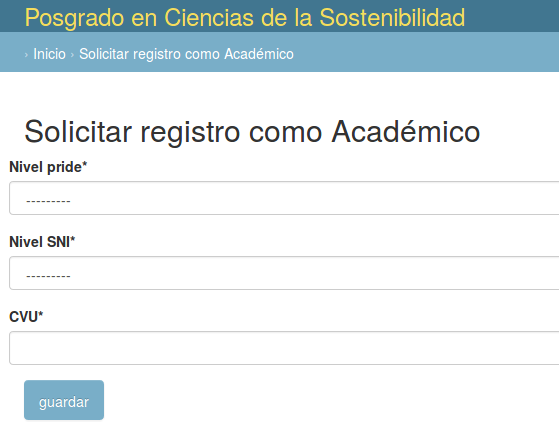 Posgrado en Ciencias de la Sostenibilidad
› Inicio › Solicitar registro como Académico
Solicitar registro como Académico
Nivel pride*
---------
Nivel SNI*
---------
CVU*
guardar